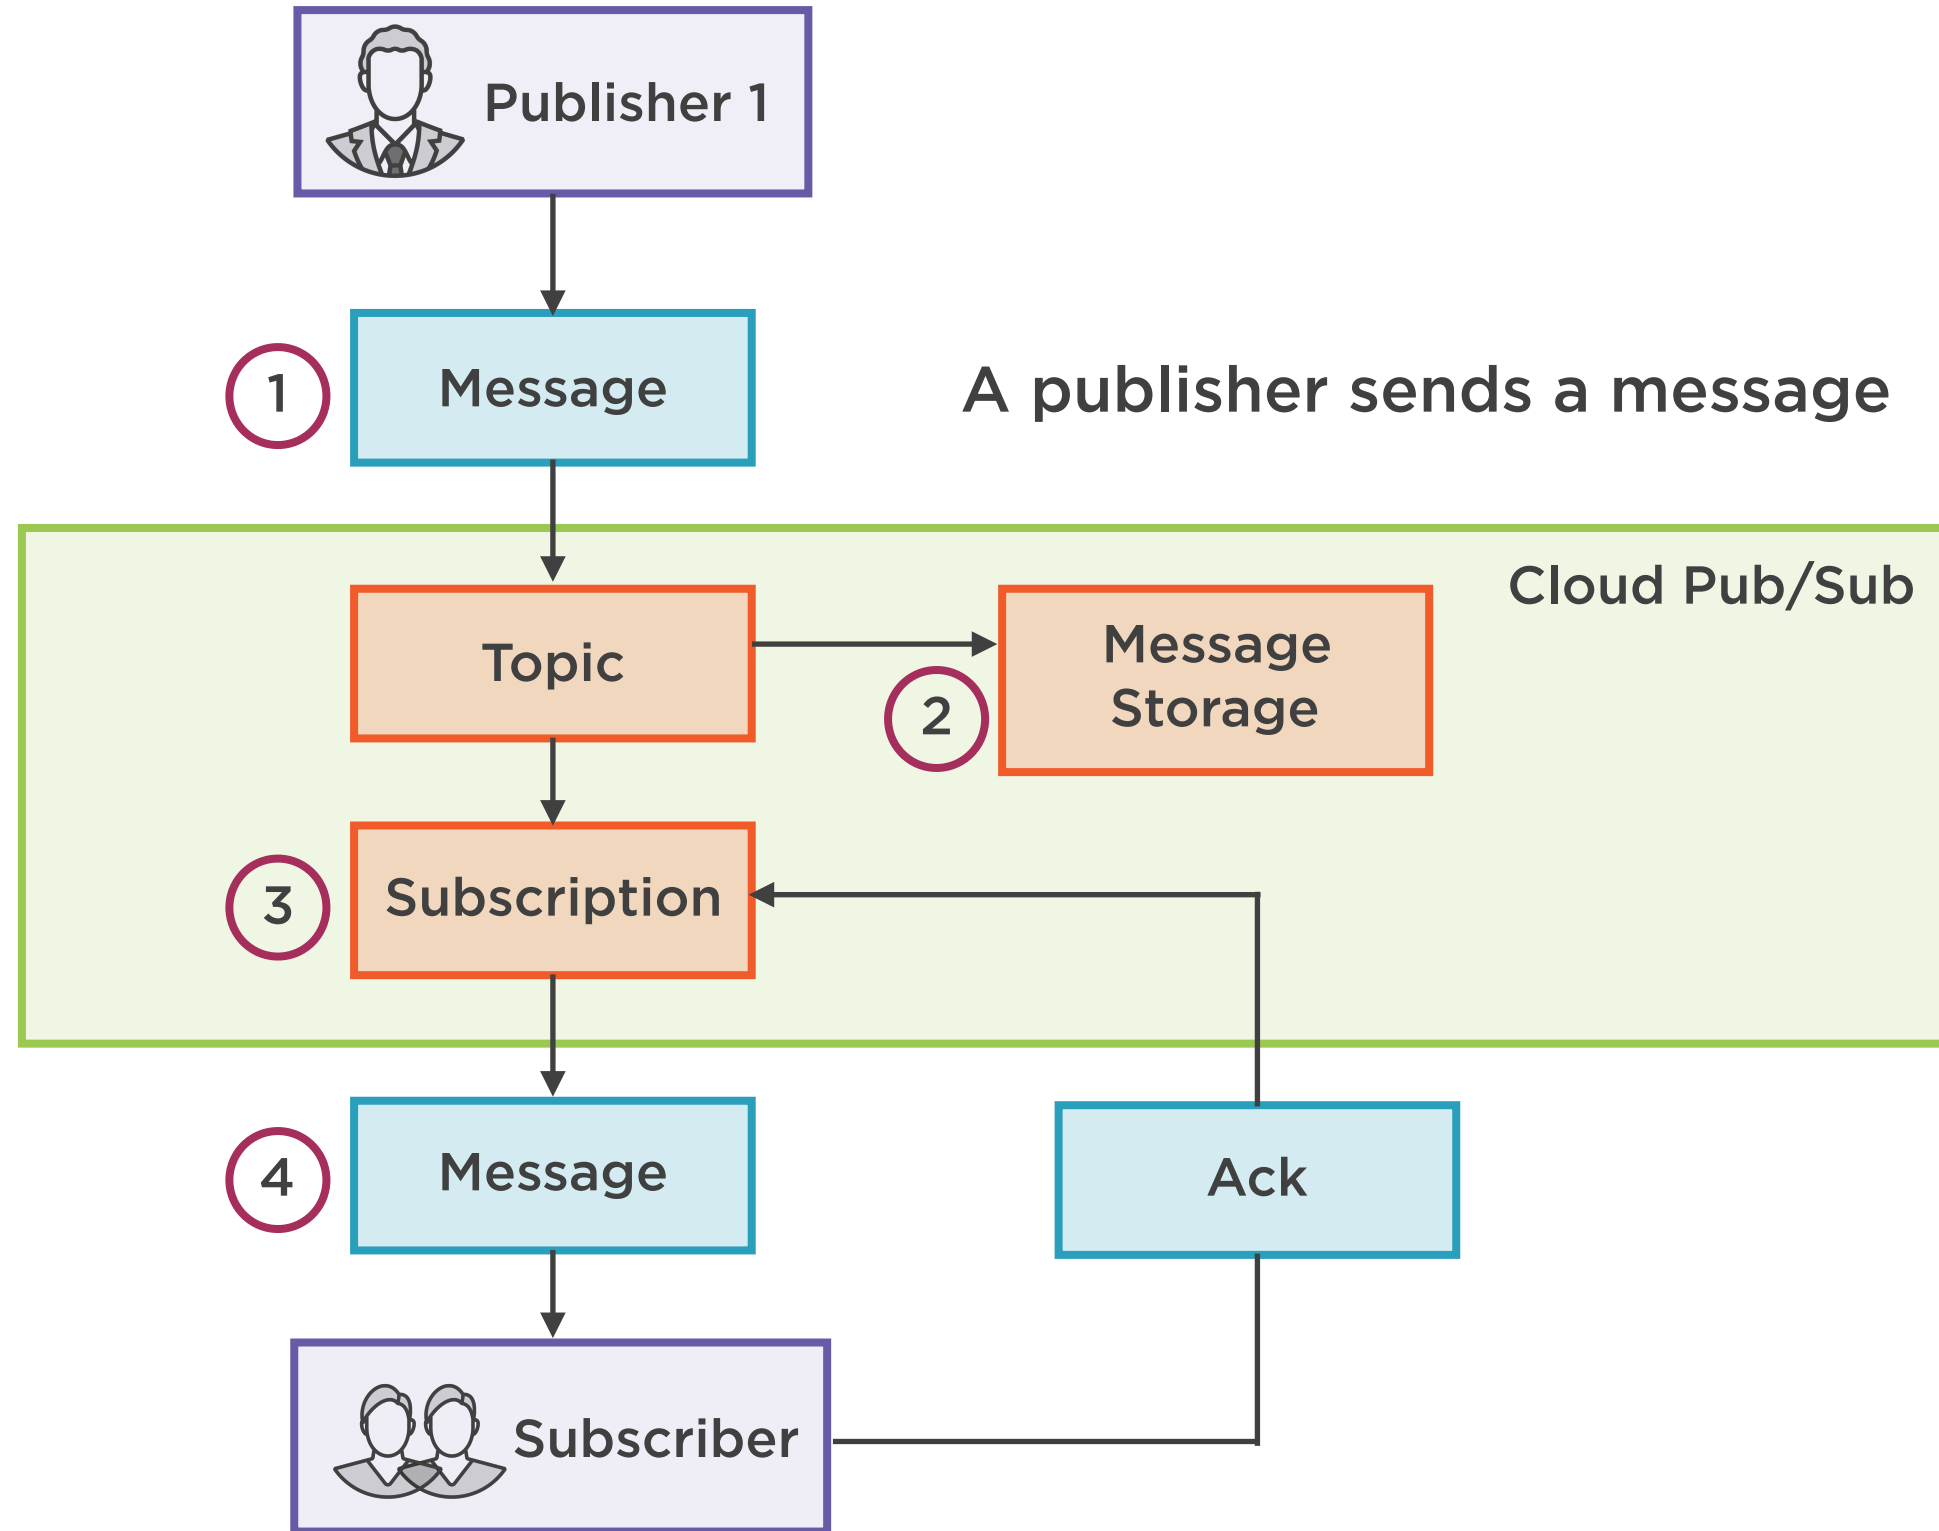 Publisher 1
1
Message
A publisher sends a message
Cloud Pub/Sub
Topic
Message
Storage
2
3
Subscription
4
Message
Ack
Subscriber